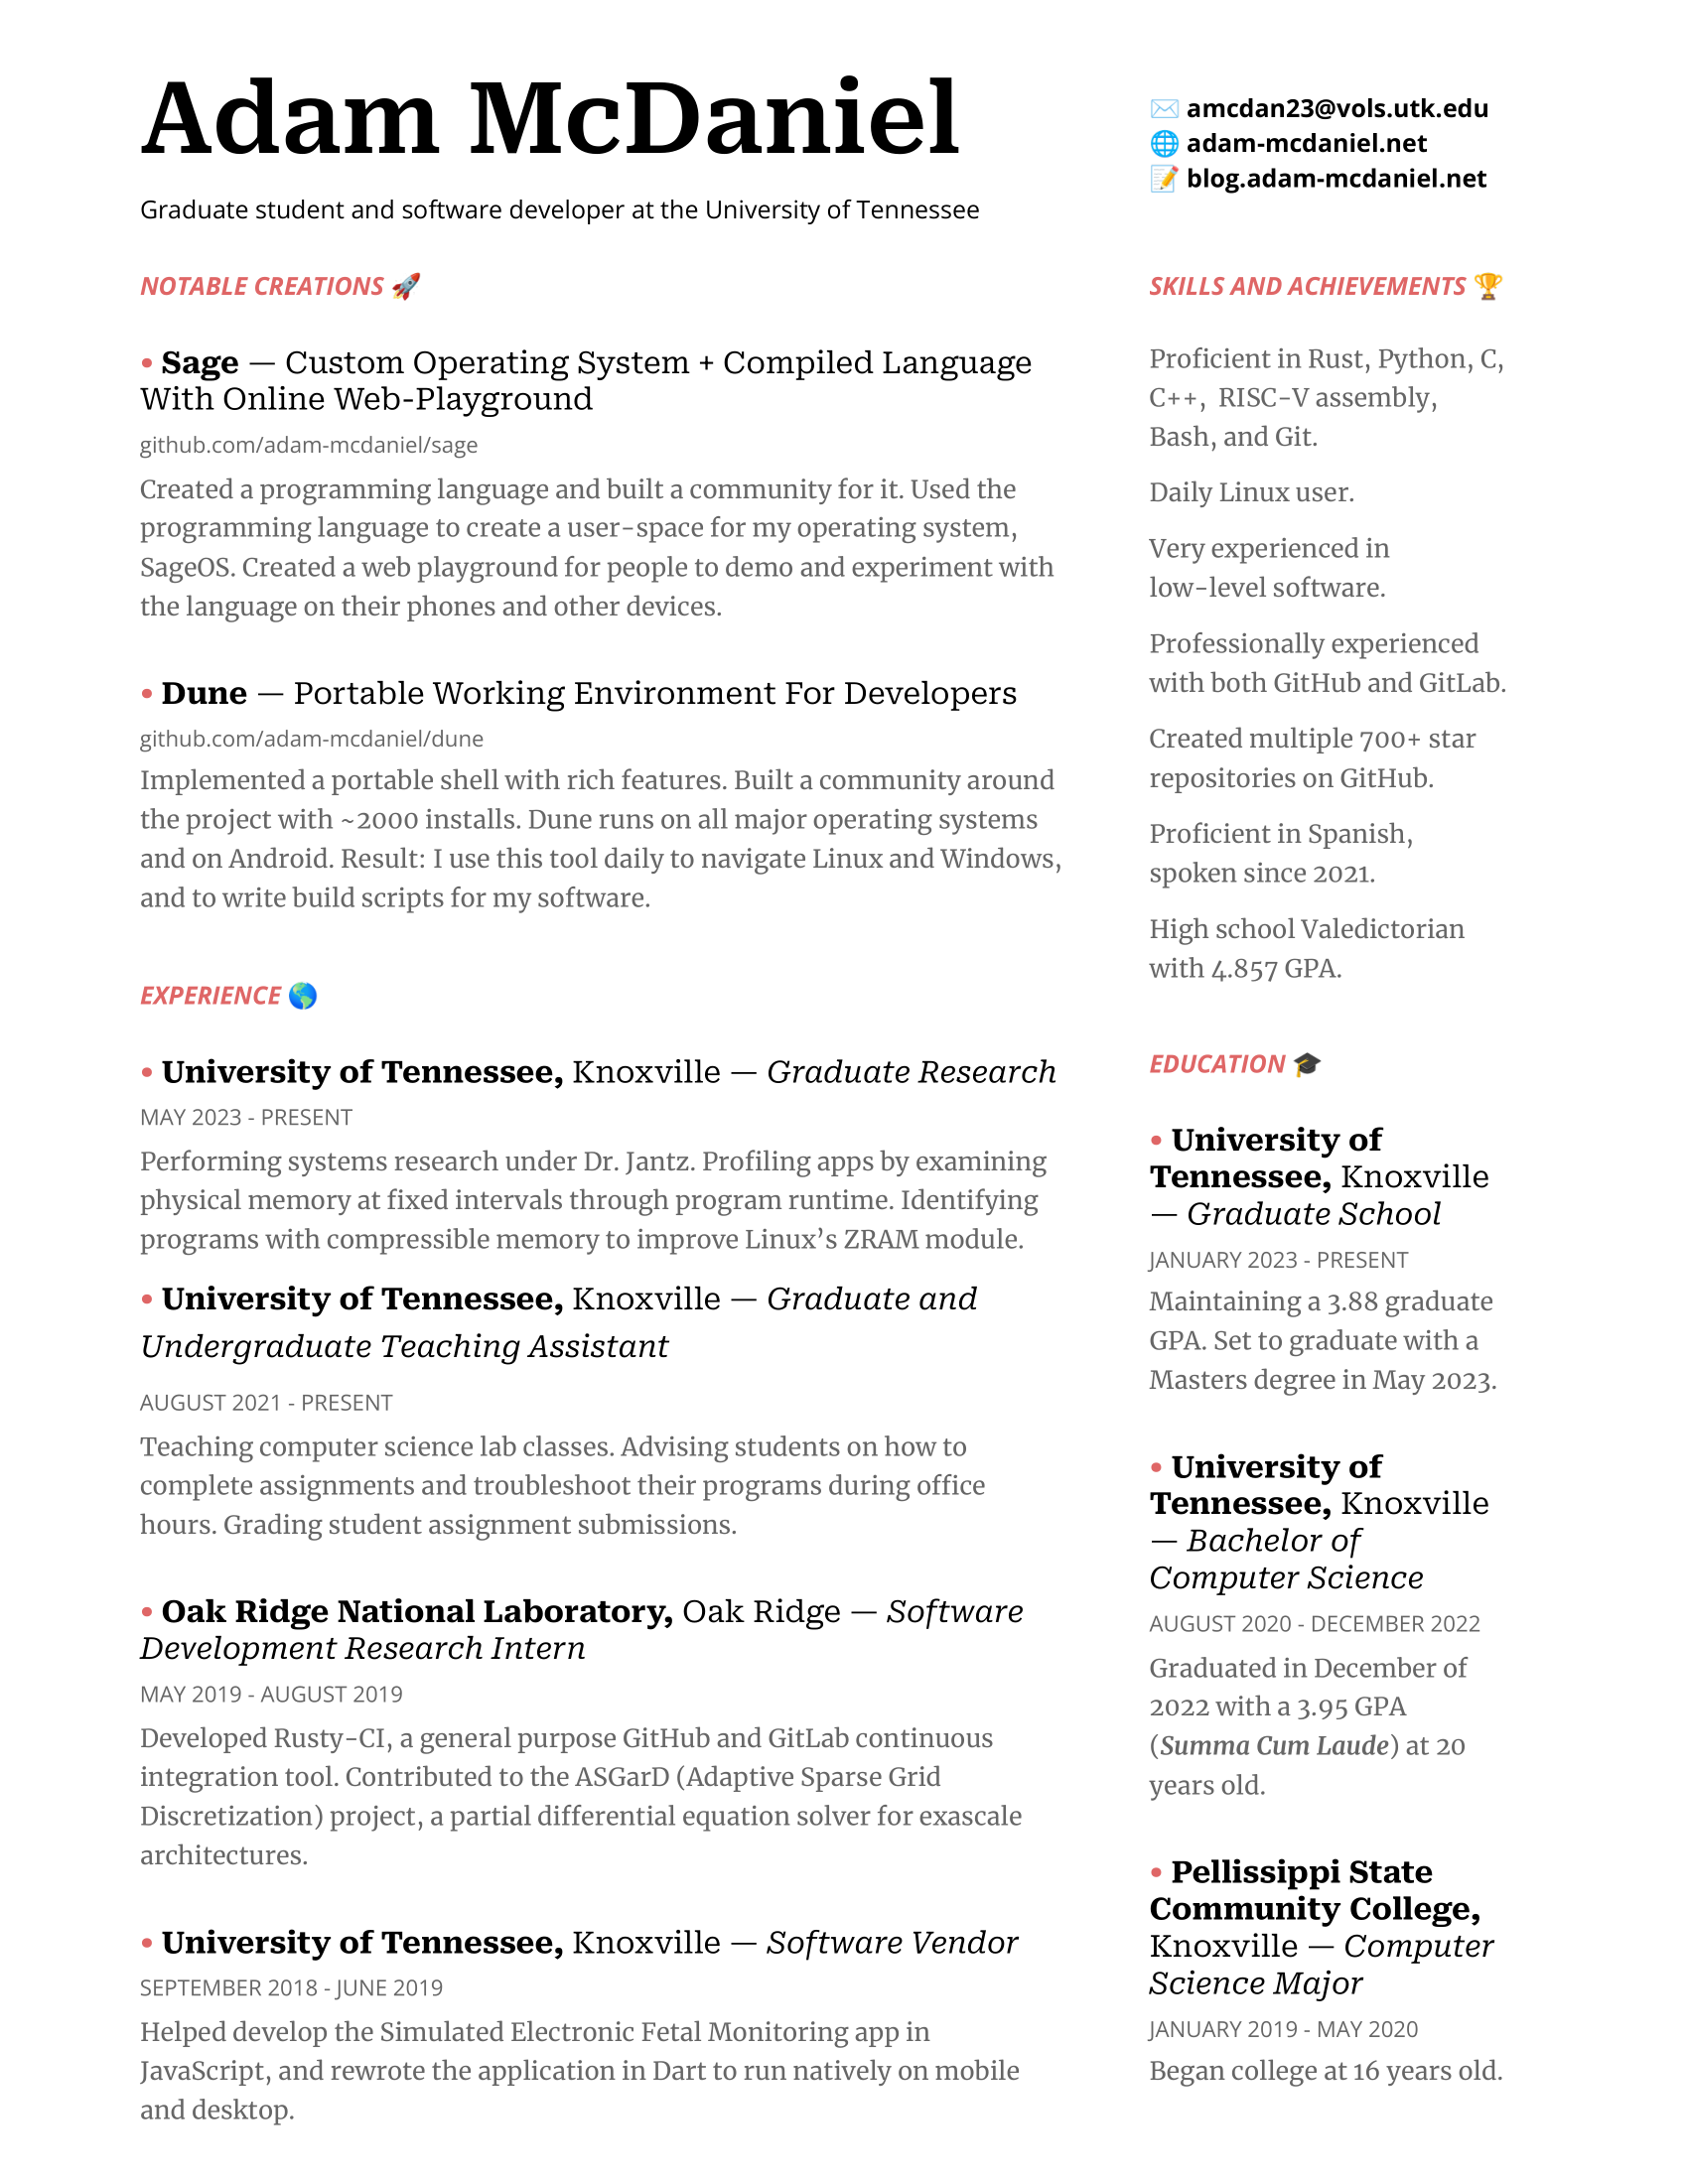 Adam McDaniel
Graduate student and software developer at the University of Tennessee
✉️ amcdan23@vols.utk.edu
🌐 adam-mcdaniel.net
📝 blog.adam-mcdaniel.net
NOTABLE CREATIONS 🚀
• Sage — Custom Operating System + Compiled Language
With Online Web-Playground
github.com/adam-mcdaniel/sage
Created a programming language and built a community for it. Used the
programming language to create a user-space for my operating system,
SageOS. Created a web playground for people to demo and experiment with
the language on their phones and other devices.
• Dune — Portable Working Environment For Developers
github.com/adam-mcdaniel/dune
Implemented a portable shell with rich features. Built a community around
the project with ~2000 installs. Dune runs on all major operating systems
and on Android. Result: I use this tool daily to navigate Linux and Windows,
and to write build scripts for my software.
EXPERIENCE 🌎
• University of Tennessee, Knoxville — Graduate Research
MAY 2023 - PRESENT
Performing systems research under Dr. Jantz. Profiling apps by examining
physical memory at fixed intervals through program runtime. Identifying
programs with compressible memory to improve Linux’s ZRAM module.
• University of Tennessee, Knoxville — Graduate and
Undergraduate Teaching Assistant
AUGUST 2021 - PRESENT
Teaching computer science lab classes. Advising students on how to
complete assignments and troubleshoot their programs during office
hours. Grading student assignment submissions.
• Oak Ridge National Laboratory, Oak Ridge — Software
Development Research Intern
MAY 2019 - AUGUST 2019
Developed Rusty-CI, a general purpose GitHub and GitLab continuous
integration tool. Contributed to the ASGarD (Adaptive Sparse Grid
Discretization) project, a partial differential equation solver for exascale
architectures.
• University of Tennessee, Knoxville — Software Vendor
SEPTEMBER 2018 - JUNE 2019
Helped develop the Simulated Electronic Fetal Monitoring app in
JavaScript, and rewrote the application in Dart to run natively on mobile
and desktop.
SKILLS AND ACHIEVEMENTS 🏆
Proficient in Rust, Python, C,
C++,  RISC-V assembly,
Bash, and Git.
Daily Linux user.
Very experienced in
low-level software.
Professionally experienced
with both GitHub and GitLab.
Created multiple 700+ star
repositories on GitHub.
Proficient in Spanish,
spoken since 2021.
High school Valedictorian
with 4.857 GPA.
EDUCATION 🎓
• University of
Tennessee, Knoxville
— Graduate School
JANUARY 2023 - PRESENT
Maintaining a 3.88 graduate
GPA. Set to graduate with a
Masters degree in May 2023.
• University of
Tennessee, Knoxville
— Bachelor of
Computer Science
AUGUST 2020 - DECEMBER 2022
Graduated in December of
2022 with a 3.95 GPA
(Summa Cum Laude) at 20
years old.
• Pellissippi State
Community College,
Knoxville — Computer
Science Major
JANUARY 2019 - MAY 2020
Began college at 16 years old.